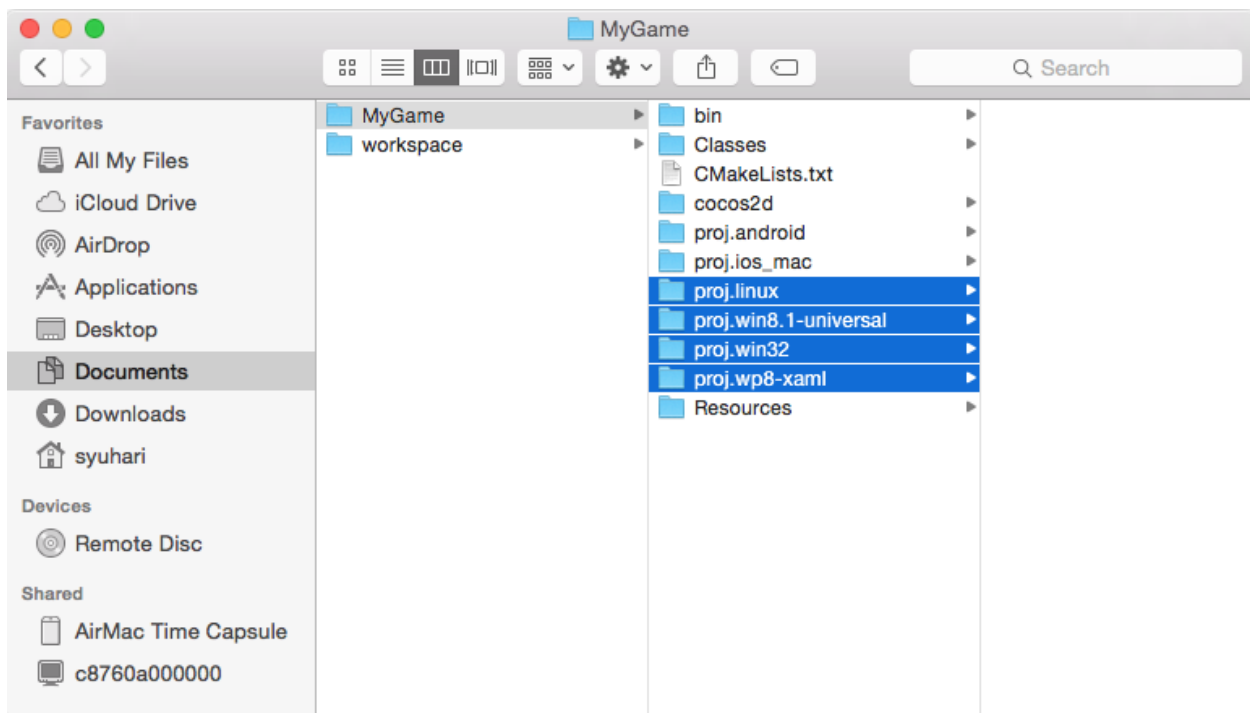 MyGame
Search
Favorites
All My Files
iCloud Drive
AirDrop
Applications
Desktop
Documents
Downloads
syuhari
Devices
Remote Disc
Shared
AirMac Time Capsule
c8760a000000
MyGame
workspace
bin
Classes
CMakeLists.txt
cocos2d
proj.android
proj.ios_mac
proj.linux
proj.win8.1-universal
proj.win32
proj.wp8-xaml
Resources